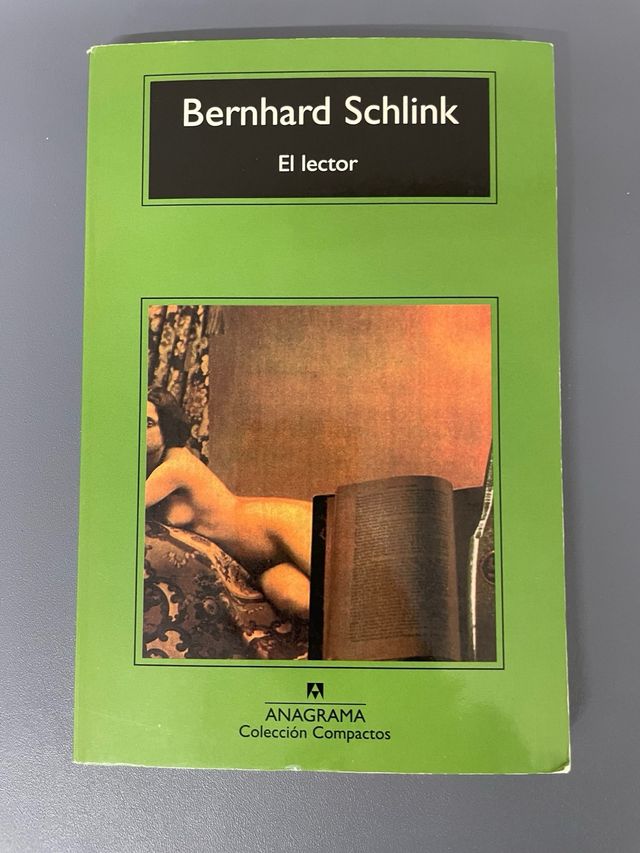 Bernhard Schlink
El lector
ANAGRAMA
Colección Compactos